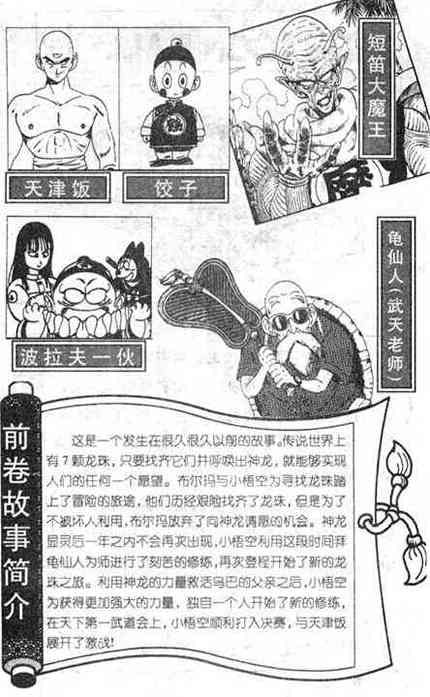 天津饭
饺子
短笛大魔王
波拉夫一伙
龟仙人(武天老师)
前卷故事简介
这是一个发生在很久很久以前的故事。传说世界上
有7颗龙珠，只要找齐它们并呼唤出神龙，就能够实现
人们的任何一个愿望。布尔玛与小悟空为寻找龙珠踏
上了冒险的旅途，他们历经艰险找齐了龙珠，但是为了
不被坏人利用，布尔玛放弃了向神龙请愿的机会。神龙
显灵后一年之内不会再次出现，小悟空利用这段时间拜
龟仙人为师进行了刻苦的修练，再次登程开始了新的龙
珠之旅。利用神龙的力量救活乌巴的父亲之后，小悟空
为获得更加强大的力量，独自一个人开始了新的修练，
在天下第一武道会上，小悟空顺利打入决赛，与天津饭
展开了激战!